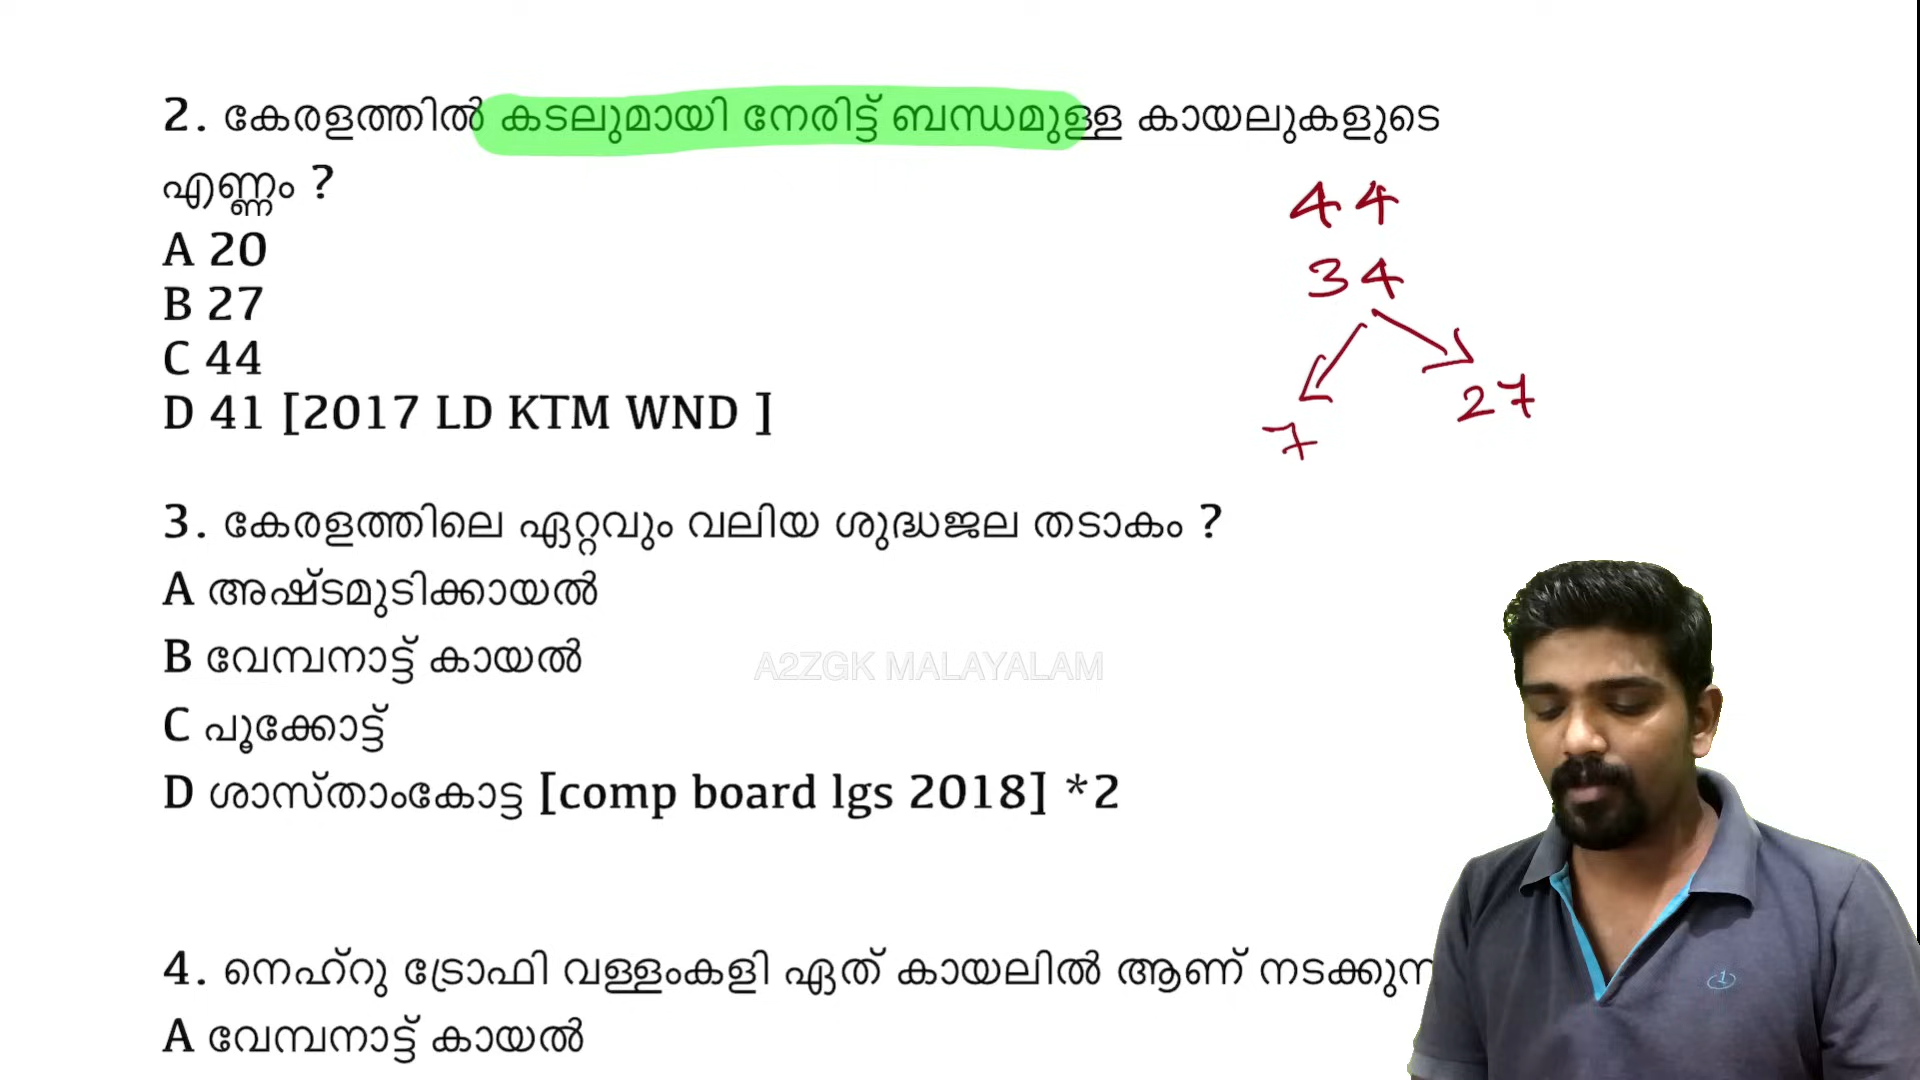 2. കേരളത്തിൽ കടലുമായി നേരിട്ട് ബന്ധമുള്ള കായലുകളുടെ
എണ്ണം ?
A 20
B 27
C 44
D 41 [2017 LD KTM WND ]
44
34
7
27
3. കേരളത്തിലെ ഏറ്റവും വലിയ ശുദ്ധജല തടാകം ?
A അഷ്ടമുടിക്കായൽ
B വേമ്പനാട്ട് കായൽ
A2ZGK MALAYALAM
C പൂക്കോട്ട്
D ശാസ്താംകോട്ട [comp board lgs 2018] *2
4. നെഹ്റു ട്രോഫി വള്ളംകളി ഏത് കായലിൽ ആണ്
A വേമ്പനാട്ട് കായൽ